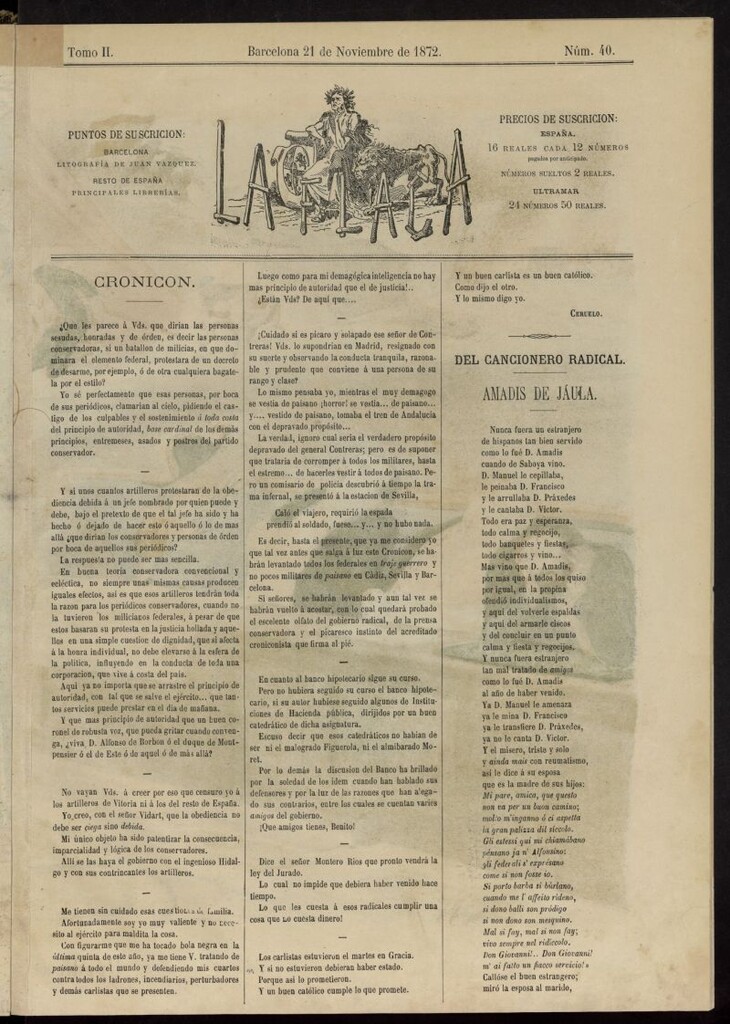 Tomo II.
Barcelona 21 de Noviembre de 1872.
Núm. 40.
PUNTOS DE SUSCRICION:
BARCELONA
LITOGRAFÍA DE JUAN VAZQUEZ.
RESTO DE ESPAÑA
PRINCIPALES LIBRERÍAS.
LA FLACA
PRECIOS DE SUSCRICION:
ESPAÑA.
16 REALES CADA 12 NÚMEROS
pagados por anticipado.
NÚMEROS SUELTOS 2 REALES.
ULTRAMAR
24 NÚMEROS 50 REALES.
CRONICON.
¿Qué les parece á Vds. que dirian las personas
sesudas, honradas y de órden, es decir las personas
conservadoras, si un batallon de milicias, en que do-
minara el elemento federal, protestara de un decreto
de desarme, por ejemplo, ó de otra cualquiera bagate-
la por el estilo?
Yo sé perfectamente que esas personas, por boca
de sus periódicos, clamarian al cielo, pidiendo el cas-
tigo de los culpables y el sostenimiento á toda costa
del principio de autoridad, base cardinal de los demás
principios, entremeses, asados y postres del partido
conservador.
—
Y si unos cuantos artilleros protestaran de la obe-
diencia debida á un jefe nombrado por quien puede y
debe, bajo el pretexto de que el tal jefe ha sido y ha
hecho ó dejado de hacer esto ó aquello ó lo de mas
allá ¿que dirian los conservadores y personas de órden
por boca de aquellos sus periódicos?
La respuesta no puede ser mas sencilla.
En buena teoría conservadora convencional y
ecléctica, no siempre unas mismas causas producen
iguales efectos, así es que esos artilleros tendrán toda
la razon para los periódicos conservadores, cuando no
la tuvieren los milicianos federales, á pesar de que
estos basaran su protesta en la justicia hollada y aque-
llos en una simple cuestion de dignidad, que si afecta
á la honra individual, no debe elevarse á la esfera de
la política, influyendo en la conducta de toda una
corporacion, que vive á costa del pais.
Aquí ya no importa que se arrastre el principio de
autoridad, con tal que se salve el ejército... que tan-
tos servicios puede prestar en el dia de mañana.
Y que mas principio de autoridad que un buen co-
ronel de robusta voz, que pueda gritar cuando conven-
ga, ¿viva, D. Alfonso de Borbon ó el duque de Mont-
pensier ó el de Este ó de aquel ó de más allá?
—
No vayan Vds. á creer por eso que censuro yo á
los artilleros de Vitoria ni á los del resto de España.
Yo creo, con el señor Vidart, que la obediencia no
debe ser ciega sino debida.
Mi único objeto ha sido patentizar la consecuencia,
imparcialidad y lógica de los conservadores.
Allí se las haya el gobierno con el ingenioso Hidal-
go y con sus contrincantes los artilleros.
—
Me tienen sin cuidado esas cuestiones de familia.
Afortunadamente soy yo muy valiente y no nece-
sito al ejército para maldita la cosa.
Con figurarme que me ha tocado bola negra en la
última quinta de este año, ya me tiene V. tratando de
paisano á todo el mundo y defendiendo mis cuartos
contra todos los ladrones, incendiarios, perturbadores
y demás carlistas que se presenten.
Luego como para mi demagógica inteligencia no hay
mas principio de autoridad que el de justicia!..
¿Están Vds? De aquí que....
—
¡Cuidado si es pícaro y solapado ese señor de Con-
treras! Vds. lo supondrian en Madrid, resignado con
su suerte y observando la conducta tranquila, razona-
ble y prudente que conviene á una persona de su
rango y clase?
Lo mismo pensaba yo, mientras el muy demagogo
se vestia de paisano ¡horror! se vestia... de paisano...
y.... vestido de paisano, tomaba el tren de Andalucia
con el depravado propósito...
La verdad, ignoro cual sería el verdadero propósito
depravado del general Contreras; pero es de suponer
que trataria de corromper á todos los militares, hasta
el estremo... de hacerles vestir á todos de paisano. Pe-
ro un comisario de policía descubrió á tiempo la tra-
ma infernal, se presentó á la estacion de Sevilla,
Caló el viajero, requirió la espada
prendió al soldado, fuese...., y no hubo nada.
Es decir, hasta el presente, que ya me considero yo
que tal vez antes que salga á luz este Cronicon, se ha-
brán levantado todos los federales en traje guerrero y
no pocos militares de paisano en Cádiz, Sevilla y Bar-
celona.
Sí señores, se habrán levantado y aun tal vez se
habrán vuelto á acostar, con lo cual quedará probado
el escelente olfato del gobierno radical, de la prensa
conservadora y el picaresco instinto del acreditado
croniconista que firma el pié.
—
En cuanto al banco hipotecario sigue su curso.
Pero no hubiera seguido su curso el banco hipote-
cario, si su autor hubiese seguido algunos de Institu-
ciones de Hacienda pública, dirijidos por un buen
catedrático de dicha asignatura.
Escuso decir que esos catedráticos no habian de
ser ni el malogrado Figuerola, ni el almibarado Mo-
ret.
Por lo demás la discusion del Banco ha brillado
por la soledad de los idem cuando han hablado sus
defensores y por la luz de las razones que han alega-
do sus contrarios, entre los cuales se cuentan varios
amigos del gobierno.
¡Que amigos tienes, Benito!
—
Dice el señor Montero Rios que pronto vendrá la
ley del Jurado.
Lo cual no impide que debiera haber venido hace
tiempo.
Lo que les cuesta á esos radicales cumplir una
cosa que no cuesta dinero!
—
Los carlistas estuvieron el martes en Gracia.
Y si no estuvieron debieran haber estado.
Porque así lo prometieron.
Y un buen católico cumple lo que promete.
Y un buen carlista es un buen católico.
Como dijo el otro.
Y lo mismo digo yo.
CERUELO.
DEL CANCIONERO RADICAL.
AMADIS DE JÁULA.
Nunca fuera un estranjero
de hispanos tan bien servido
como lo fué D. Amadís
cuando de Saboya vino.
D. Manuel le cepillaba,
le peinaba D. Francisco
y le arrullaba D. Práxedes
y le cantaba D. Victor.
Todo era paz y esperanza,
todo calma y regocijo,
todo banquetes y fiestas,
todo cigarros y vino...
Mas vino que D. Amadis,
por mas que á todos los quiso
por igual, en la propina
ofendió individualismos,
y aquí del volverle espaldas
y aquí del armarle ciscos
y del concluir en un punto
calma y fiesta y regocijos.
Y nunca fuera estranjero
tan mal tratado de amigos
como lo fué D. Amadis
al año de haber venido.
Ya D. Manuel le amenaza
ya le mina D. Francisco
ya le transfiere D. Práxedes,
ya no le canta D. Victor.
Y el mísero, triste y solo
y ainda mais con reumatismo,
así le dice á su esposa
que es la madre de sus hijos:
Mi pare, amica, que questo
non va per un buon camino;
molto m'inganno ó ci aspetta
la gran palizza dil siccolo.
Gli estessi qui mi chiamábano
pénsano ja n' Alfonsino:
gli federali s' exprésano
come si non fosse io.
Si porto barba si búrlano,
cuando me l'affeito rídeno,
si dono balli son pródigo
si non dono son mesquino.
Mal si fay, mal si non fay;
vivo sempre nel ridiccolo.
Don Giovanni!.. Don Giovanni!
m' ai fatto un fiacco servicio!»
Callóse el buen estranjero;
miró la esposa al marido,